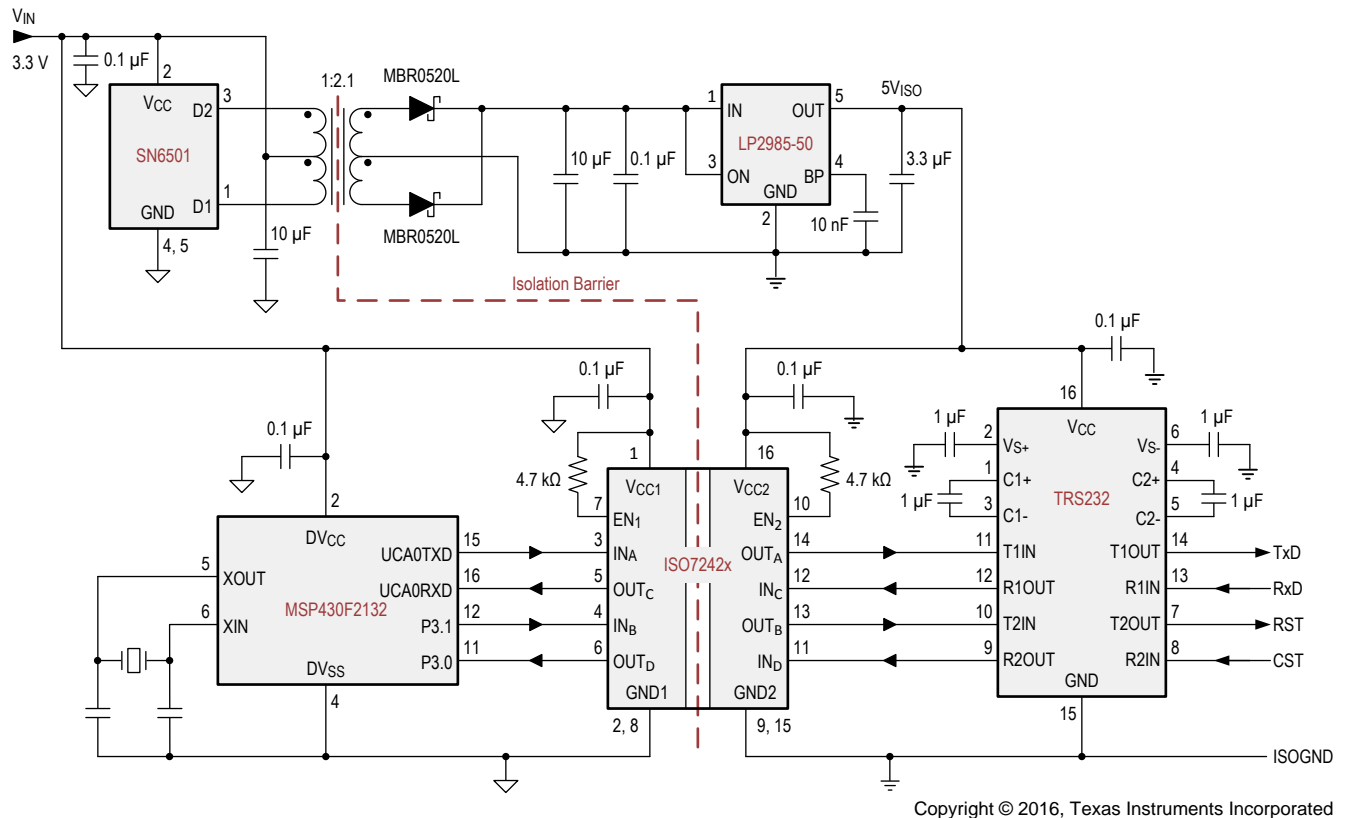 VIN
3.3 V
0.1 µF
2
VCC
D2
3
SN6501
D1
1
GND
4, 5
10 µF
1:2.1
MBR0520L
MBR0520L
10 µF
0.1 µF
1
IN
OUT
5
LP2985-50
3
ON
BP
4
GND
2
10 nF
5VISO
3.3 µF
Isolation Barrier
0.1 µF
0.1 µF
0.1 µF
0.1 µF
4.7 kΩ
4.7 kΩ
2
DVCC
5
XOUT
6
XIN
MSP430F2132
UCA0TXD
15
UCA0RXD
16
P3.1
12
P3.0
11
DVSS
4
1
VCC1
7
EN1
3
INA
5
OUTC
4
INB
6
OUTD
GND1
2, 8
ISO7242x
16
VCC2
10
EN2
14
OUTA
12
INC
13
OUTB
11
IND
GND2
9, 15
16
VCC
1 µF
2
VS+
VS-
6
1 µF
1
C1+
C2+
4
1 µF
3
C1-
C2-
5
1 µF
TRS232
11
T1IN
T1OUT
14
TxD
12
R1OUT
R1IN
13
RxD
10
T2IN
T2OUT
7
RST
9
R2OUT
R2IN
8
CST
GND
15
ISOGND
Copyright © 2016, Texas Instruments Incorporated